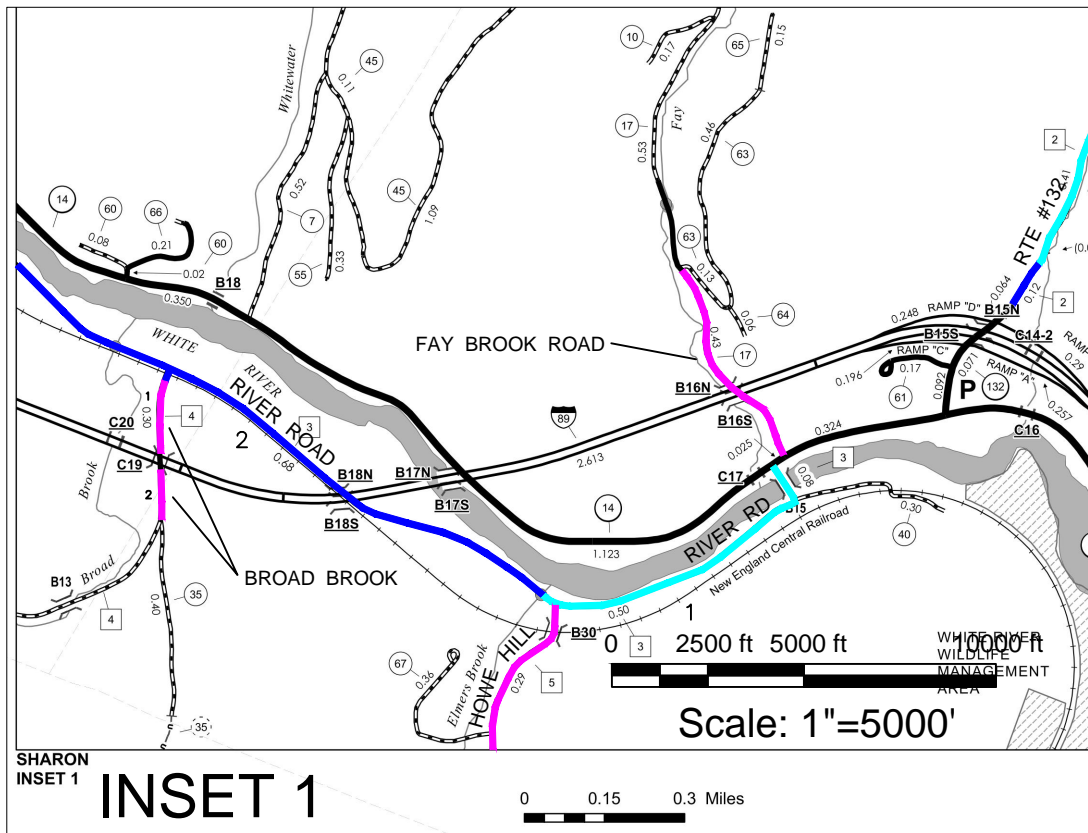 10
0.17
65
0.15
Whitewater
45
0.11
17
0.53
Fay
0.46
63
2
RTE #132
0.52
45
1.09
7
14
60
66
0.08
0.21
60
0.02
B18
0.350
55
0.33
63
0.13
0.06
64
0.43
17
FAY BROOK ROAD
0.064
0.12
2
B15N
0.248
RAMP "D"
B15S
C14-2
RAMP
0.29
RAMP "C"
0.17
0.196
61
0.071
0.092
P
132
RAMP "A"
0.257
WHITE
RIVER
RIVER ROAD
3
2
0.68
1
0.30
4
C20
C19
2
Brook
Broad
BROAD BROOK
B16N
B16S
89
2.613
0.324
C16
0.025
C17
3
0.08
B15
B18N
B18S
B17N
B17S
14
1.123
RIVER RD
New England Central Railroad
0.30
40
B13
4
0.40
35
35
0.50
1
3
B30
HOWE HILL
5
0.29
Elmers Brook
67
0.36
0 2500 ft 5000 ft 10000 ft
WHITE RIVER
WILDLIFE
MANAGEMENT
AREA
Scale: 1"=5000'
SHARON
INSET 1
INSET 1
0 0.15 0.3 Miles